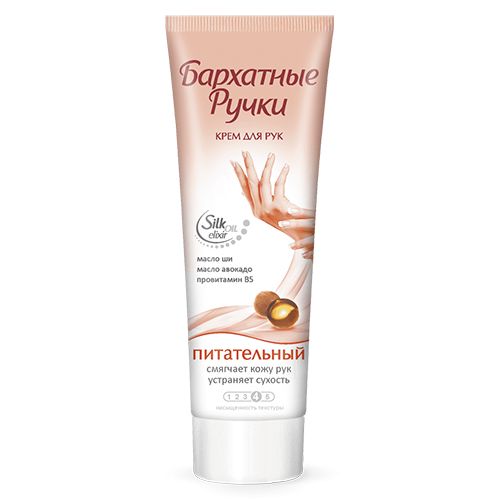 Бархатные
Ручки
КРЕМ ДЛЯ РУК
Silk OIL
elixir
масло ши
масло авокадо
провитамин B5
питательный
смягчает кожу рук
устраняет сухость
1 2 3 4 5
насыщенность текстуры